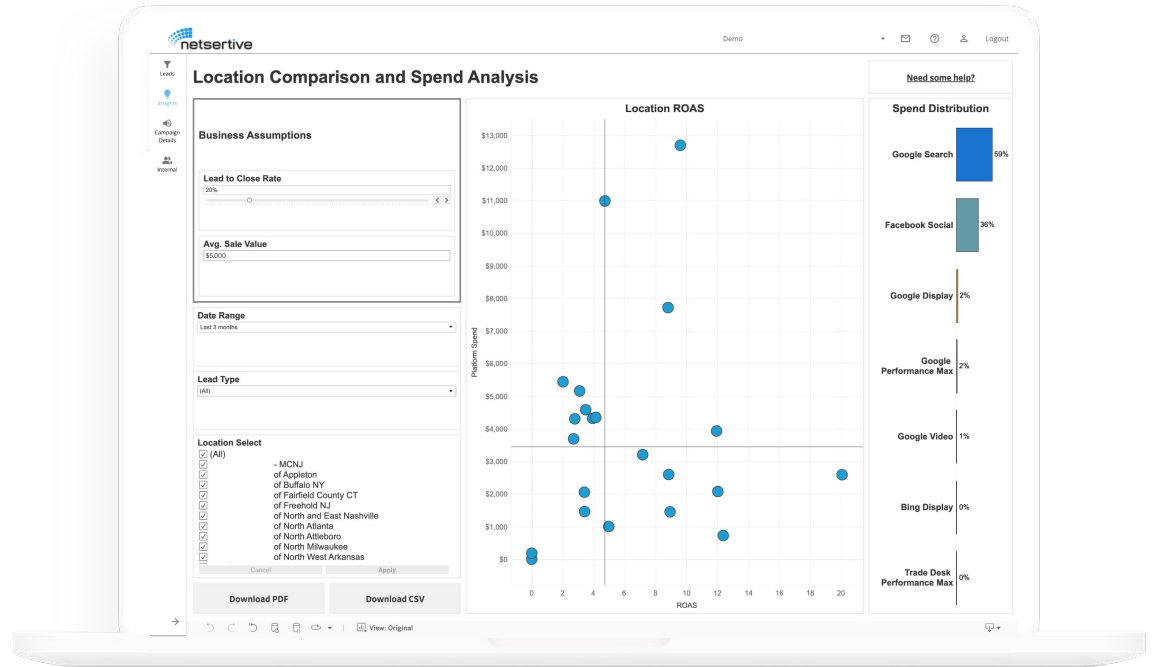 netsertive
Demo
Logout
Leads
Insights
Campaign
Details
Internal
Location Comparison and Spend Analysis
Need some help?
Business Assumptions
Lead to Close Rate
20%
Avg. Sale Value
$5,000
Date Range
Last 3 months
Lead Type
(All)
Location Select
(All)
- MCNJ
of Appleton
of Buffalo NY
of Fairfield County CT
of Freehold NJ
of North and East Nashville
of North Atlanta
of North Attleboro
of North Milwaukee
of North West Arkansas
Cancel Apply
Download PDF Download CSV
Location ROAS
Platform Spend
$13,000
$12,000
$11,000
$10,000
$9,000
$8,000
$7,000
$6,000
$5,000
$4,000
$3,000
$2,000
$1,000
$0
0 2 4 6 8 10 12 14 16 18 20
ROAS
Spend Distribution
Google Search 59%
Facebook Social 36%
Google Display 2%
Google
Performance Max 2%
Google Video 1%
Bing Display 0%
Trade Desk
Performance Max 0%
View: Original